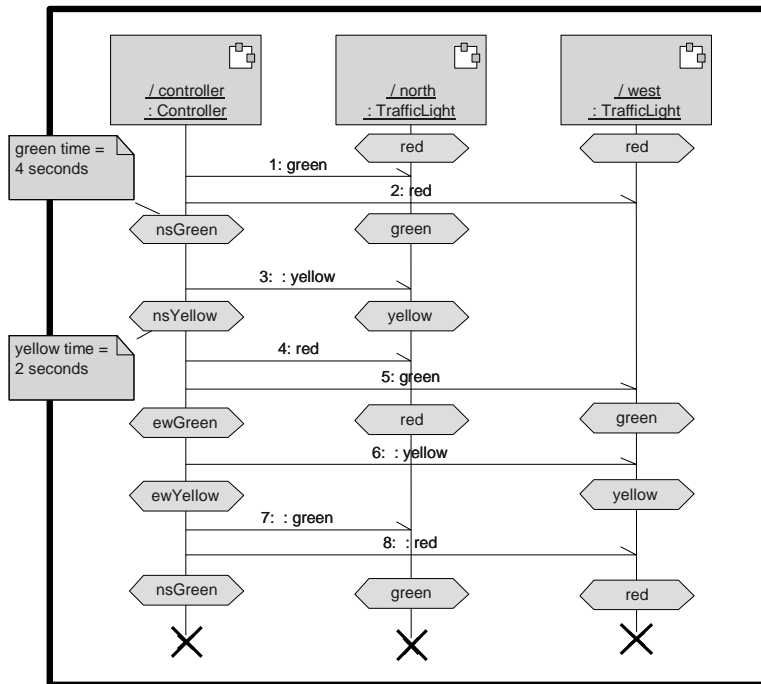 / controller
: Controller
/ north
: TrafficLight
/ west
: TrafficLight
green time =
4 seconds
red
red
1: green
2: red
nsGreen
green
3: : yellow
nsYellow
yellow
yellow time =
2 seconds
4: red
5: green
ewGreen
red
green
6: : yellow
ewYellow
yellow
7: : green
8: : red
nsGreen
green
red